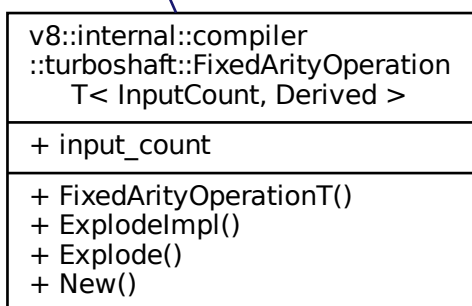 v8::internal::compiler
::turboshaft::FixedArityOperation
T< InputCount, Derived >
+ input_count
+ FixedArityOperationT()
+ ExplodeImpl()
+ Explode()
+ New()